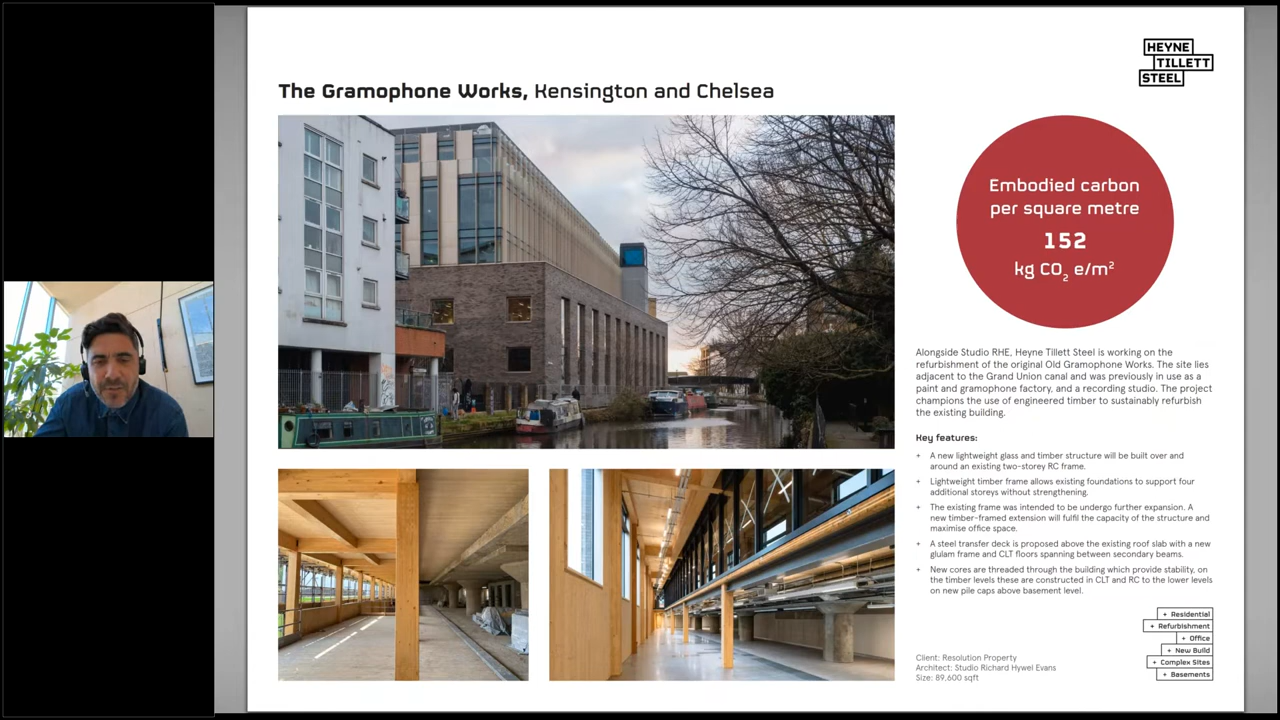 HEYNE
TILLETT
STEEL
The Gramophone Works, Kensington and Chelsea
Embodied carbon
per square metre
152
kg CO2 e/m²
Alongside Studio RHE, Heyne Tillett Steel is working on the
refurbishment of the original Old Gramophone Works. The site lies
adjacent to the Grand Union canal and was previously in use as a
paint and gramophone factory, and a recording studio. The project
champions the use of engineered timber to sustainably refurbish
the existing building.
Key features:
+ A new lightweight glass and timber structure will be built over and
around an existing two-storey RC frame.
+ Lightweight timber frame allows existing foundations to support four
additional storeys without strengthening.
+ The existing frame was intended to be undergo further expansion. A
new timber-framed extension will fulfil the capacity of the structure and
maximise office space.
+ A steel transfer deck is proposed above the existing roof slab with a new
glulam frame and CLT floors spanning between secondary beams.
+ New cores are threaded through the building which provide stability, on
the timber levels these are constructed in CLT and RC to the lower levels
on new pile caps above basement level.
Client: Resolution Property
Architect: Studio Richard Hywel Evans
Size: 89,600 sqft
+ Residential
+ Refurbishment
+ Office
+ New Build
+ Complex Sites
+ Basements